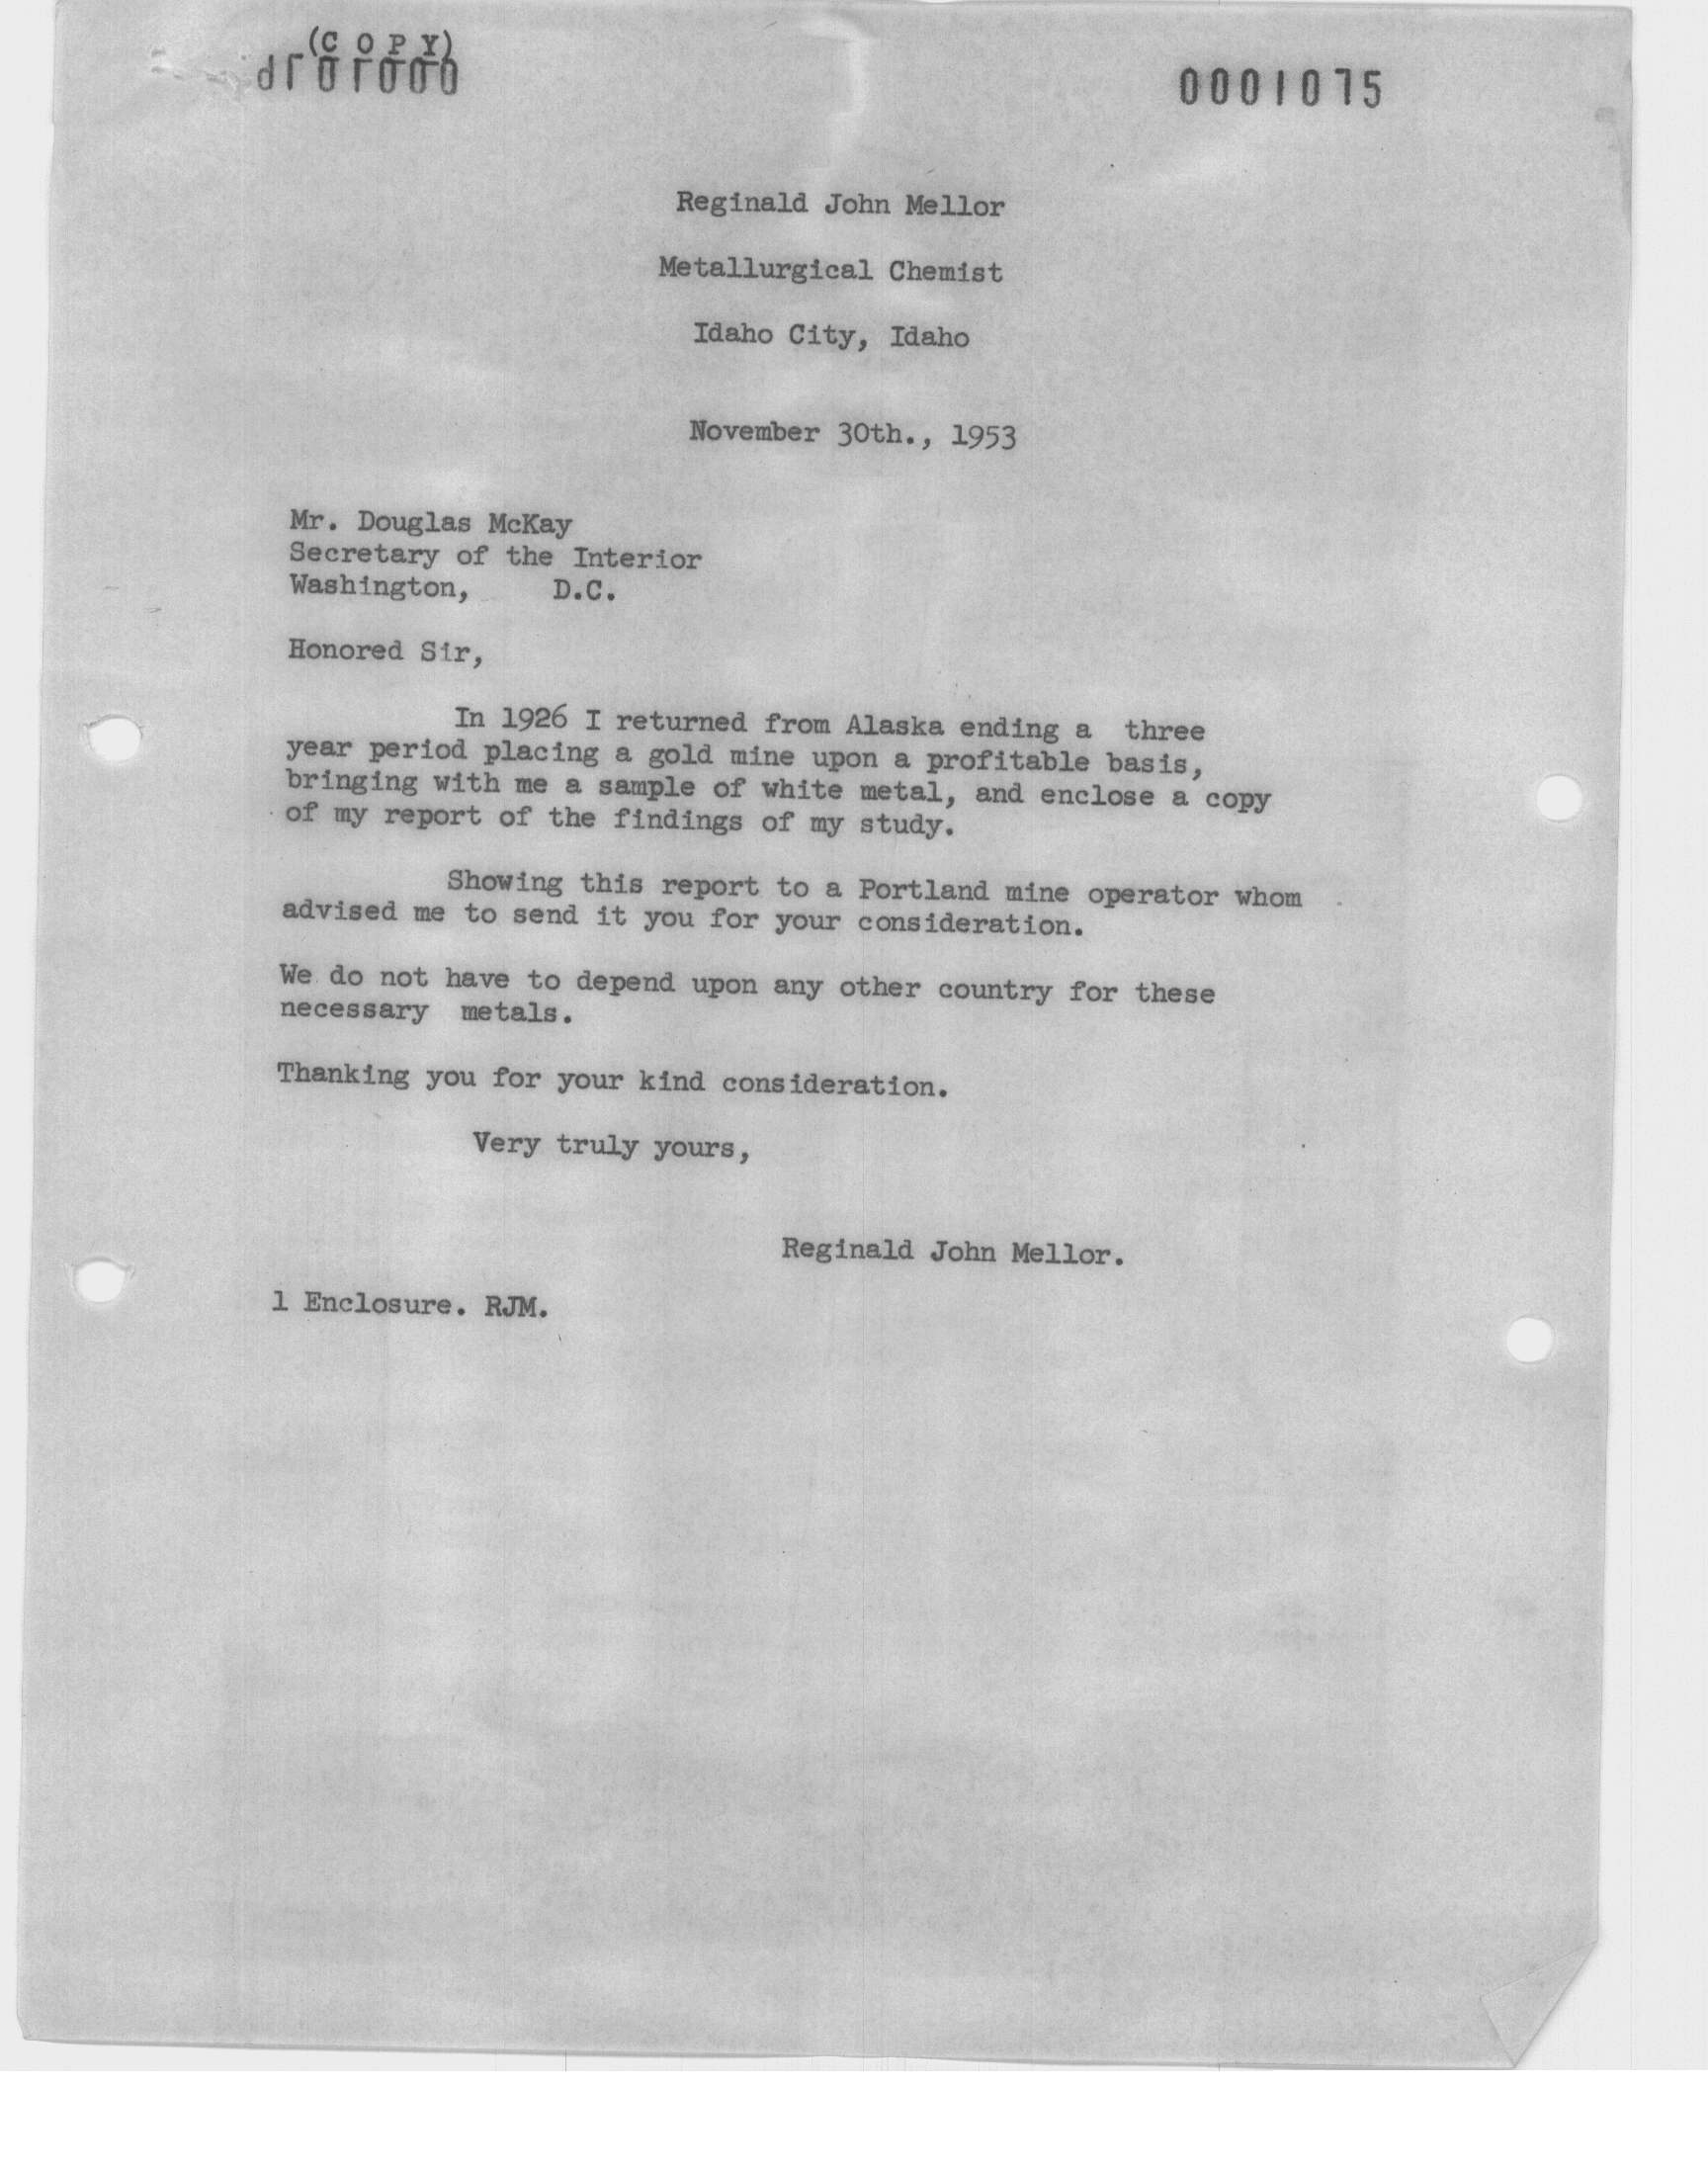 (C O P Y)
0001075
Reginald John Mellor
Metallurgical Chemist
Idaho City, Idaho
November 30th., 1953
Mr. Douglas McKay
Secretary of the Interior
Washington, D.C.
Honored Sir,
In 1926 I returned from Alaska ending a three
year period placing a gold mine upon a profitable basis,
bringing with me a sample of white metal, and enclose a copy
of my report of the findings of my study.
Showing this report to a Portland mine operator whom
advised me to send it you for your consideration.
We do not have to depend upon any other country for these
necessary metals.
Thanking you for your kind consideration.
Very truly yours,
Reginald John Mellor.
1 Enclosure. RJM.